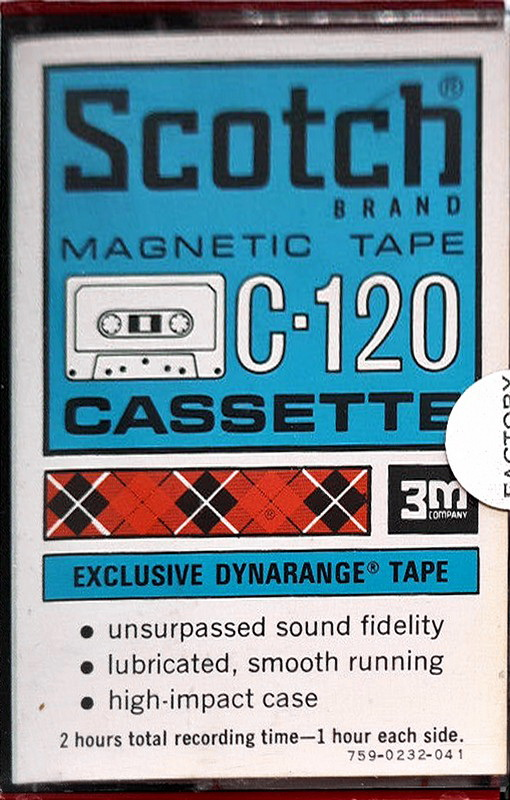 Scotch®
BRAND
MAGNETIC TAPE
C·120
CASSETTE
FACTORY
®
3M
COMPANY
EXCLUSIVE DYNARANGE® TAPE
• unsurpassed sound fidelity
• lubricated, smooth running
• high-impact case
2 hours total recording time—1 hour each side.
759-0232-041